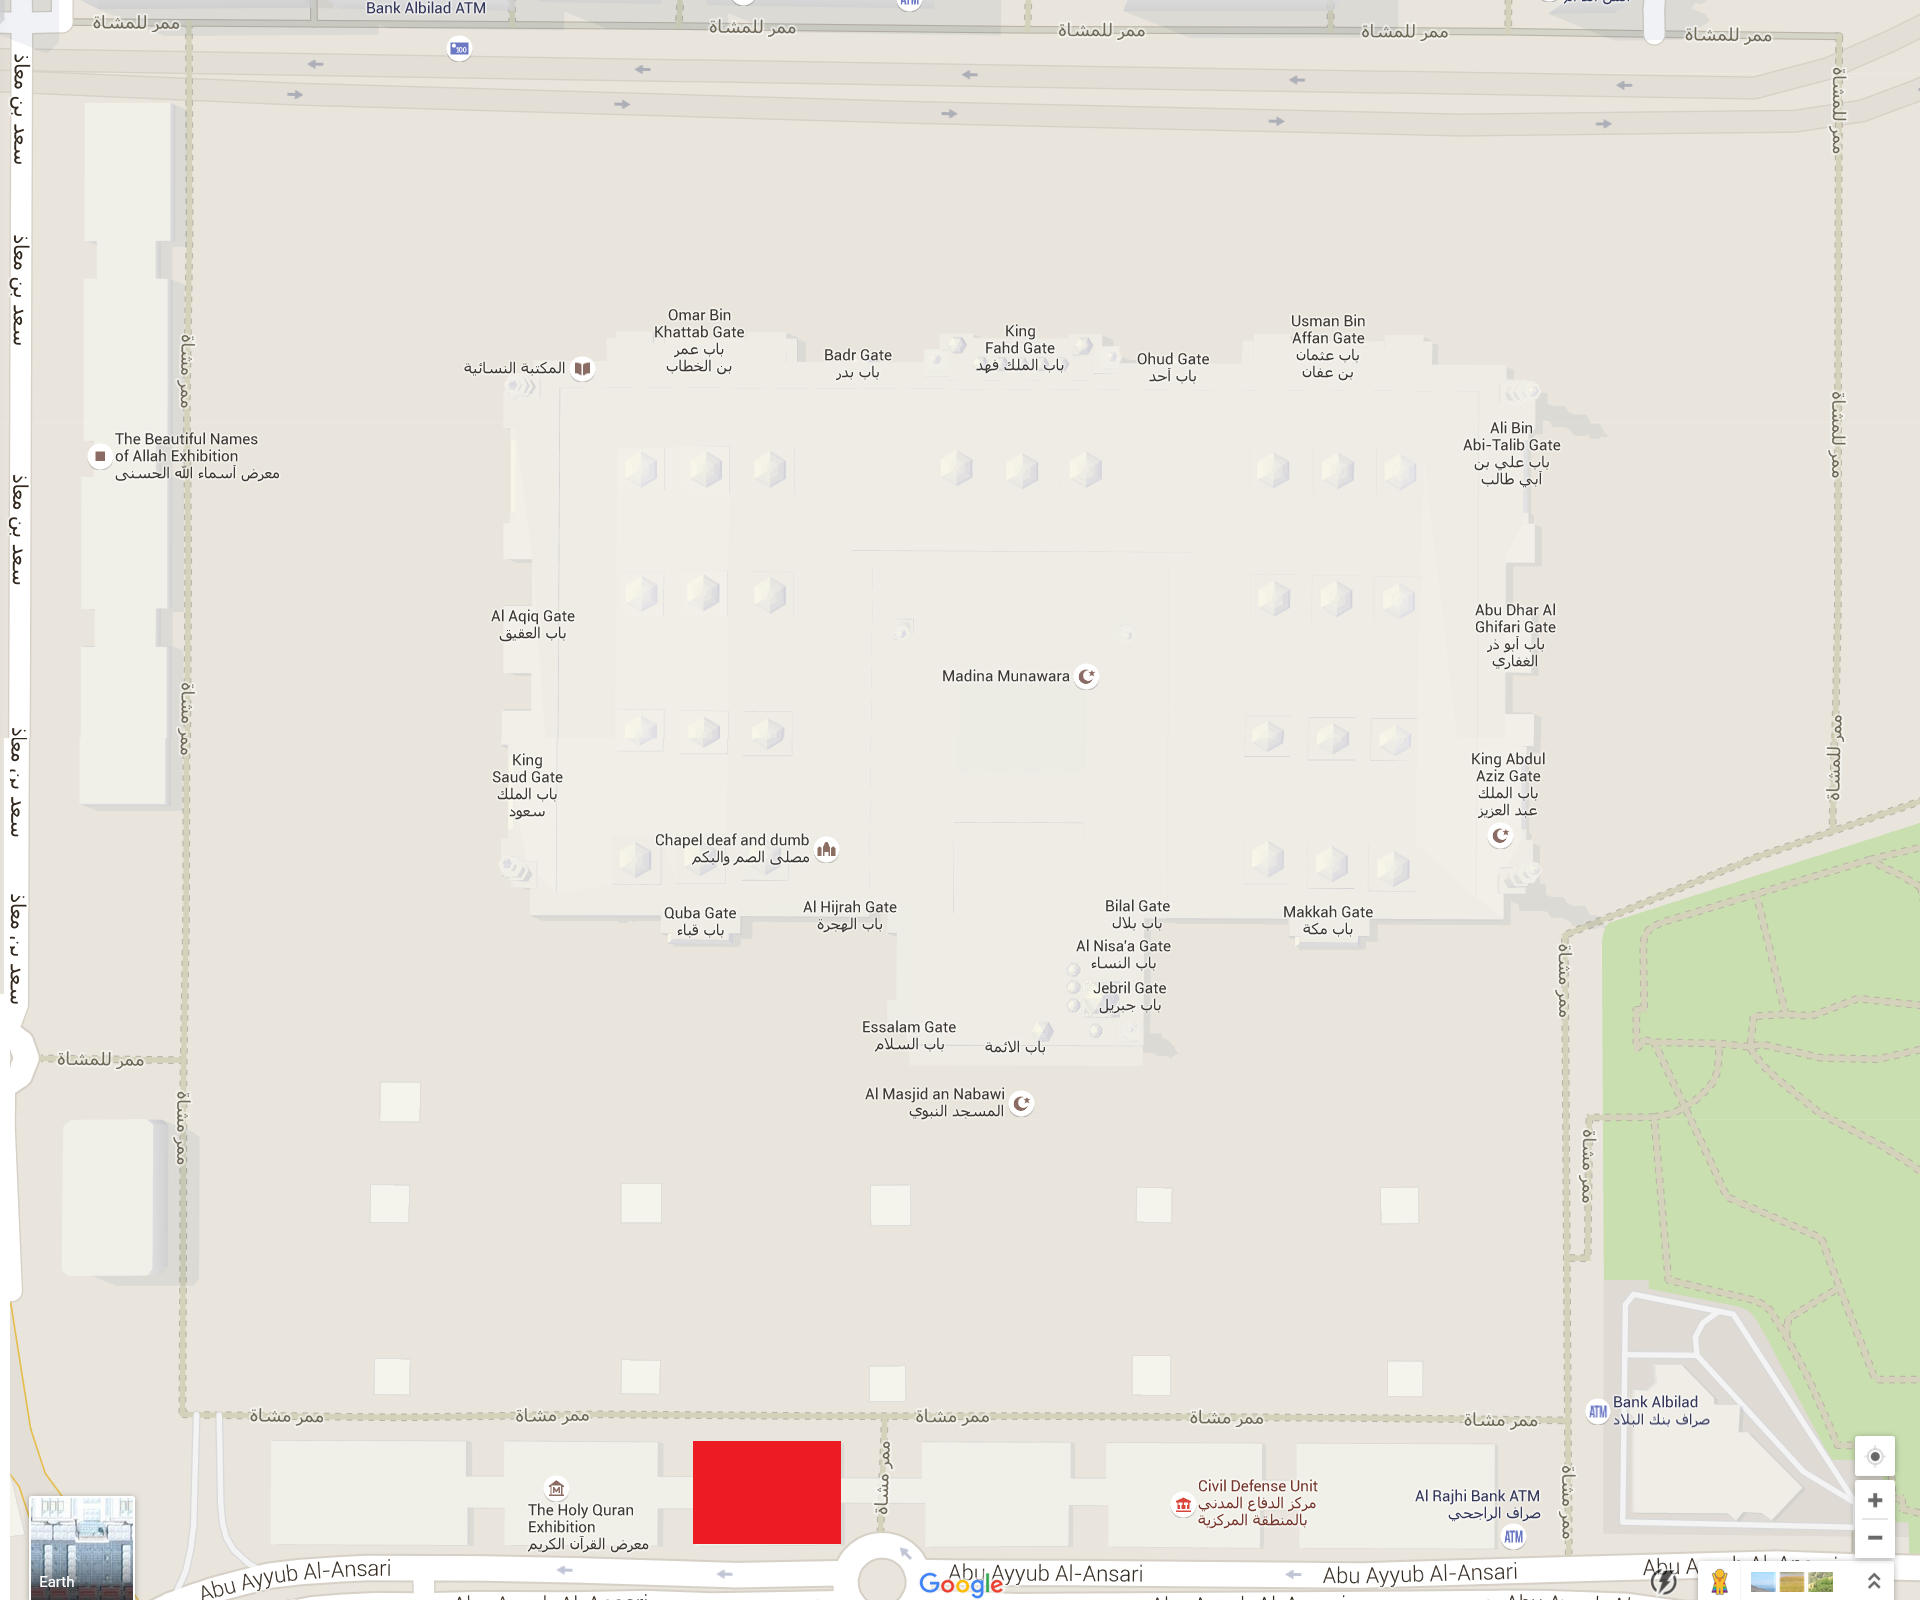 Bank Albilad ATM
ممر للمشاة
ممر للمشاة
ممر للمشاة
ممر للمشاة
ممر للمشاة
100
ATM
سعد بن معاذ
ممر للمشاة
سعد بن معاذ
Omar Bin
Khattab Gate
باب عمر
بن الخطاب
Badr Gate
باب بدر
King
Fahd Gate
باب الملك فهد
Ohud Gate
باب أحد
Usman Bin
Affan Gate
باب عثمان
بن عفان
المكتبة النسائية
ممر مشاة
ممر للمشاة
The Beautiful Names
of Allah Exhibition
معرض أسماء الله الحسنى
Ali Bin
Abi-Talib Gate
باب علي بن
أبي طالب
سعد بن معاذ
Al Aqiq Gate
باب العقيق
Abu Dhar Al
Ghifari Gate
باب أبو ذر
الغفاري
Madina Munawara
ممر مشاة
سعد بن معاذ
ممر للمشاة
King
Saud Gate
باب الملك
سعود
King Abdul
Aziz Gate
باب الملك
عبد العزيز
Chapel deaf and dumb
مصلى الصم والبكم
سعد بن معاذ
Quba Gate
باب قباء
Al Hijrah Gate
باب الهجرة
Bilal Gate
باب بلال
Makkah Gate
باب مكة
Al Nisa'a Gate
باب النساء
Jebril Gate
باب جبريل
ممر مشاة
Essalam Gate
باب السلام
باب الائمة
ممر للمشاة
Al Masjid an Nabawi
المسجد النبوي
ممر مشاة
ممر مشاة
Bank Albilad
صراف بنك البلاد
ATM
ممر مشاة
ممر مشاة
ممر مشاة
ممر مشاة
ممر مشاة
ممر مشاة
ممر مشاة
The Holy Quran
Exhibition
معرض القرآن الكريم
Civil Defense Unit
مركز الدفاع المدني
بالمنطقة المركزية
Al Rajhi Bank ATM
صراف الراجحي
ATM
Earth
Abu Ayyub Al-Ansari
Abu Ayyub Al-Ansari
Abu Ayyub Al-Ansari
Google